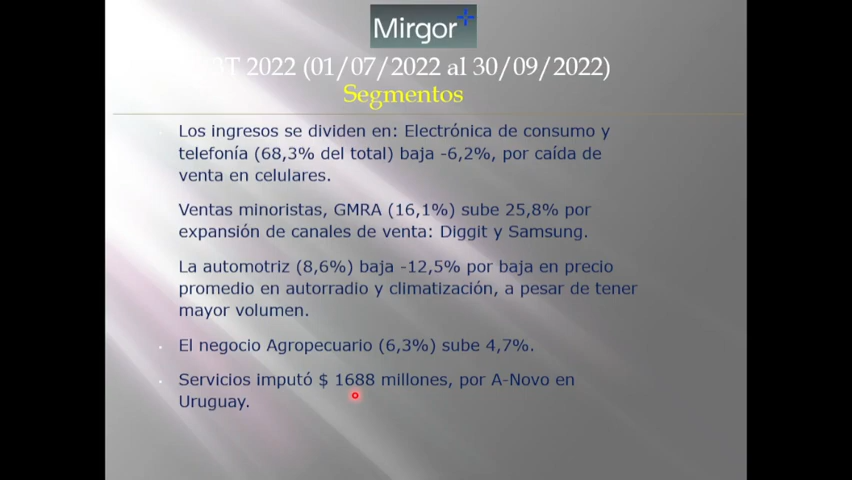 Mirgor
2022 (01/07/2022 al 30/09/2022)
Segmentos
Los ingresos se dividen en: Electrónica de consumo y
telefonía (68,3% del total) baja -6,2%, por caída de
venta en celulares.
Ventas minoristas, GMRA (16,1%) sube 25,8% por
expansión de canales de venta: Diggit y Samsung.
La automotriz (8,6%) baja -12,5% por baja en precio
promedio en autorradio y climatización, a pesar de tener
mayor volumen.
El negocio Agropecuario (6,3%) sube 4,7%.
Servicios imputó $ 1688 millones, por A-Novo en
Uruguay.